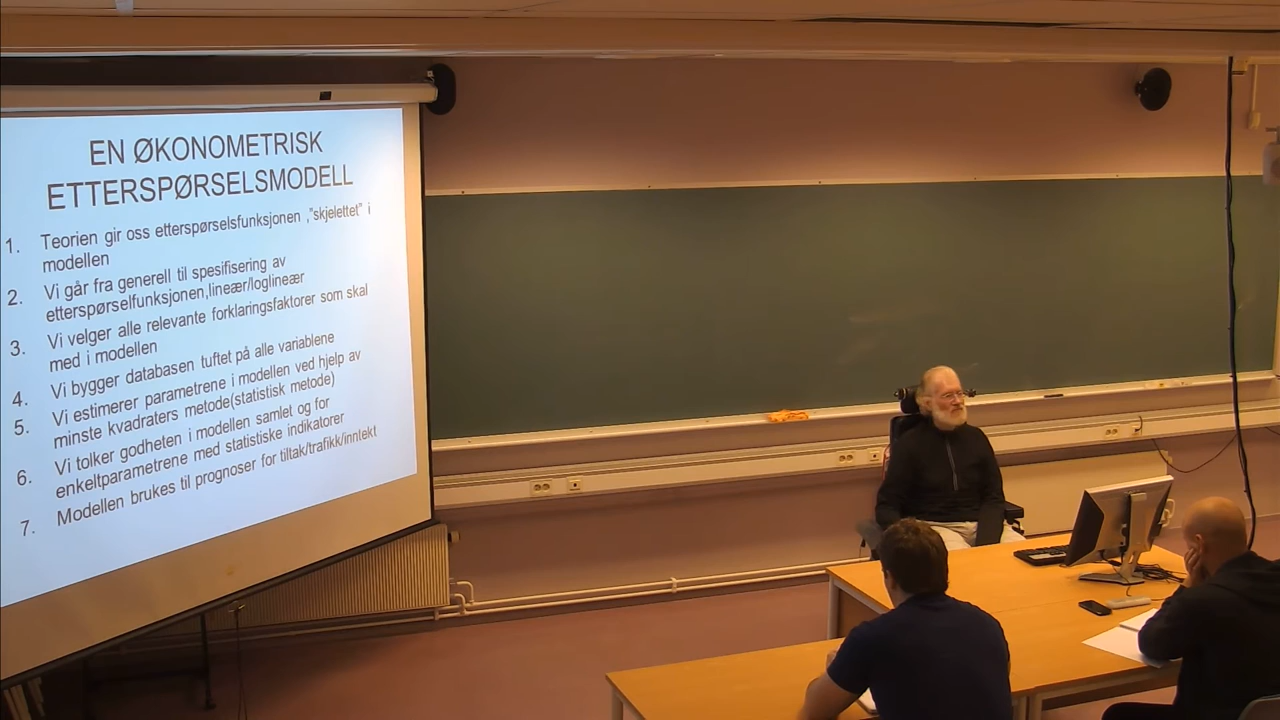 EN ØKONOMETRISK
ETTERSPØRSELSMODELL
1. Teorien gir oss etterspørselsfunksjonen ,"skjelettet" i
modellen
2. Vi går fra generell til spesifisering av
etterspørselfunksjonen,lineær/loglineær
3. Vi velger alle relevante forklaringsfaktorer som skal
med i modellen
4. Vi bygger databasen tuftet på alle variablene
5. Vi estimerer parametrene i modellen ved hjelp av
minste kvadraters metode(statistisk metode)
6. Vi tolker godheten i modellen samlet og for
enkeltparametrene med statistiske indikatorer
7. Modellen brukes til prognoser for tiltak/trafikk/inntekt